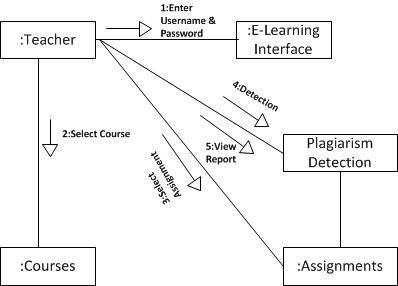 1:Enter
Username &
Password
:Teacher
:E-Learning
Interface
4:Detection
2:Select Course
5:View
Report
3:Select
Assignment
Plagiarism
Detection
:Courses
:Assignments